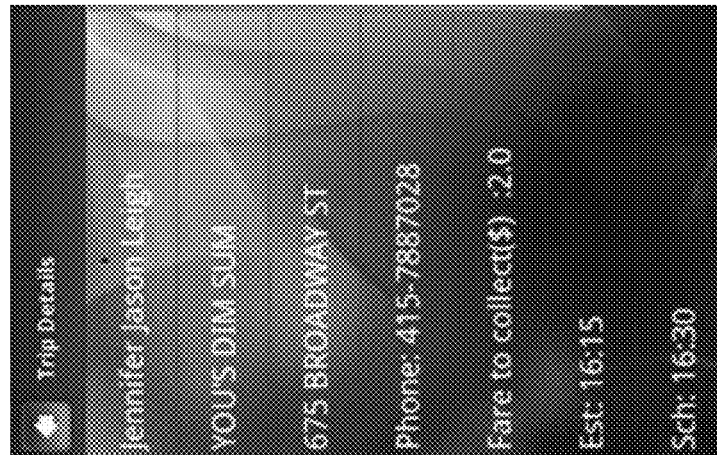 Trip Details
Jennifer Jason Leigh
YOU'S DIM SUM
675 BROADWAY ST
Phone: 415-7887028
Fare to collect($) :2.0
Est: 16:15
Sch: 16:30